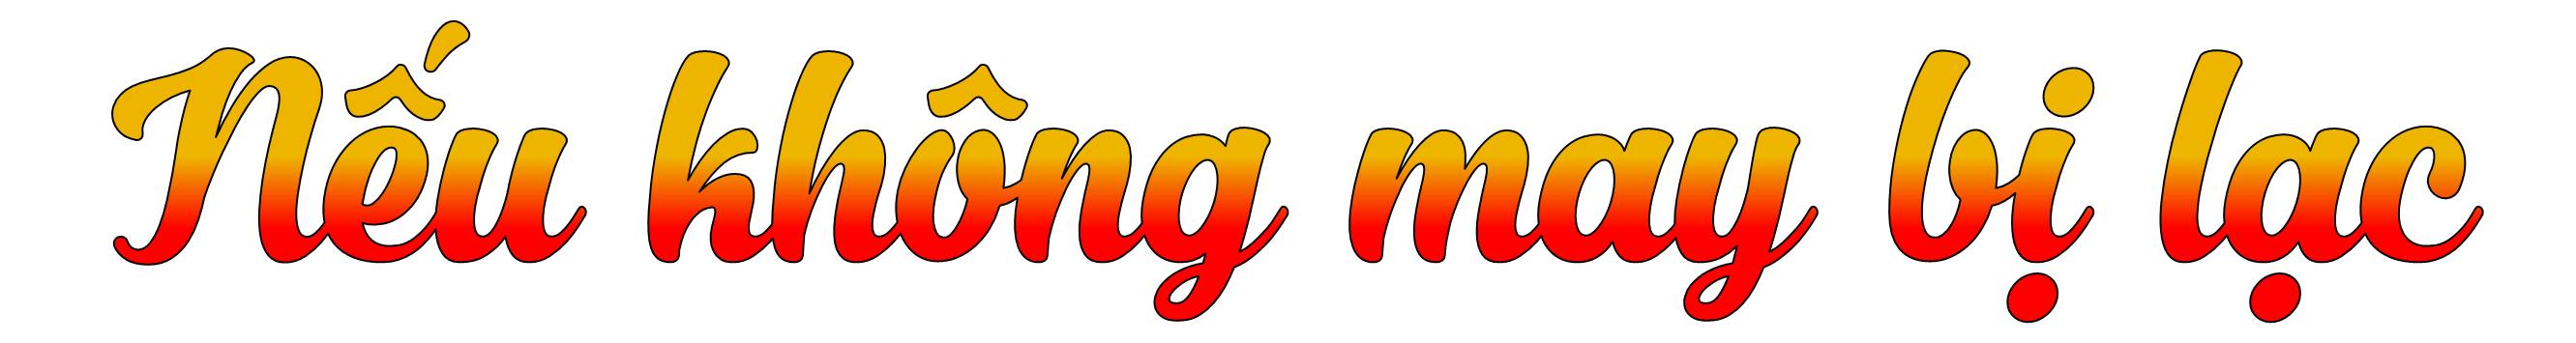 Nếu không may bị lạc